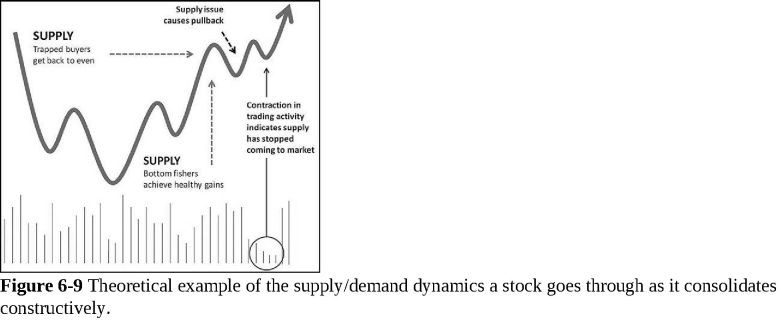 Supply issue
causes pullback
SUPPLY
Trapped buyers
get back to even
Contraction in
trading activity
indicates supply
has stopped
coming to market
SUPPLY
Bottom fishers
achieve healthy gains
Figure 6-9 Theoretical example of the supply/demand dynamics a stock goes through as it consolidates
constructively.